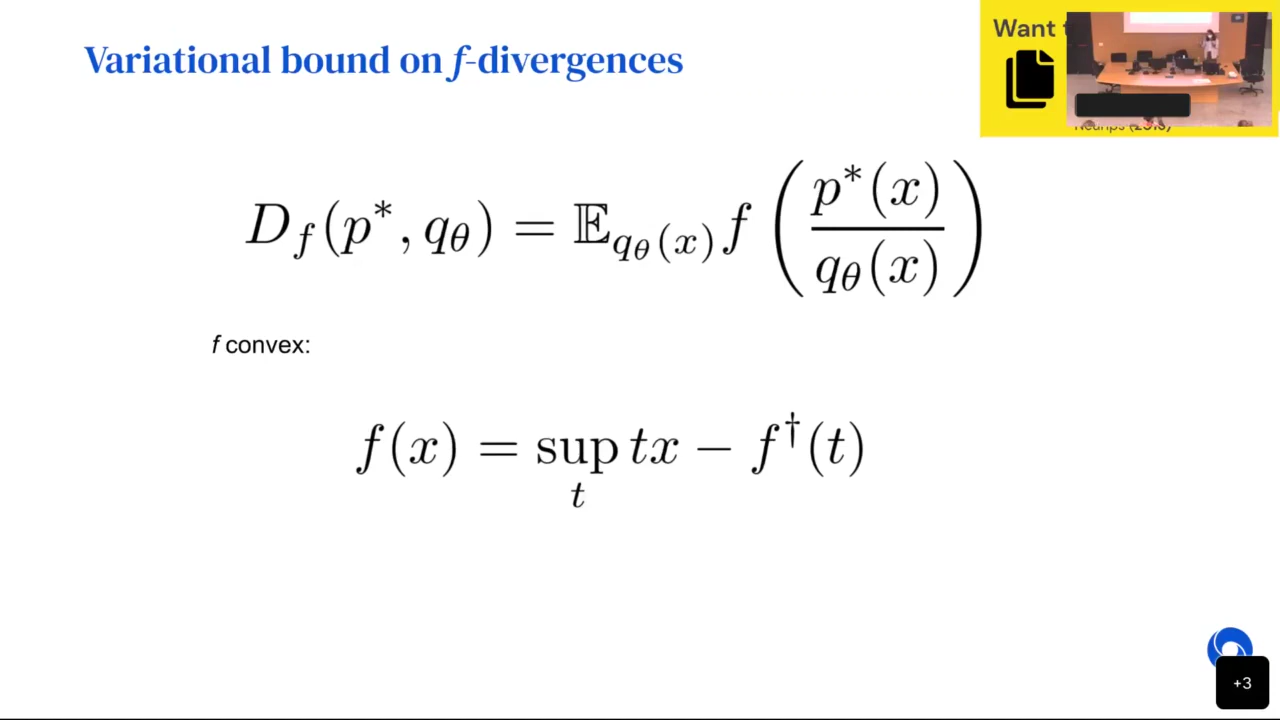 Variational bound on f-divergences
Want
D_f(p*, q_θ) = 𝔼_{q_θ(x)} f ( p*(x) / q_θ(x) )
f convex:
f(x) = sup_t tx − f†(t)
+3